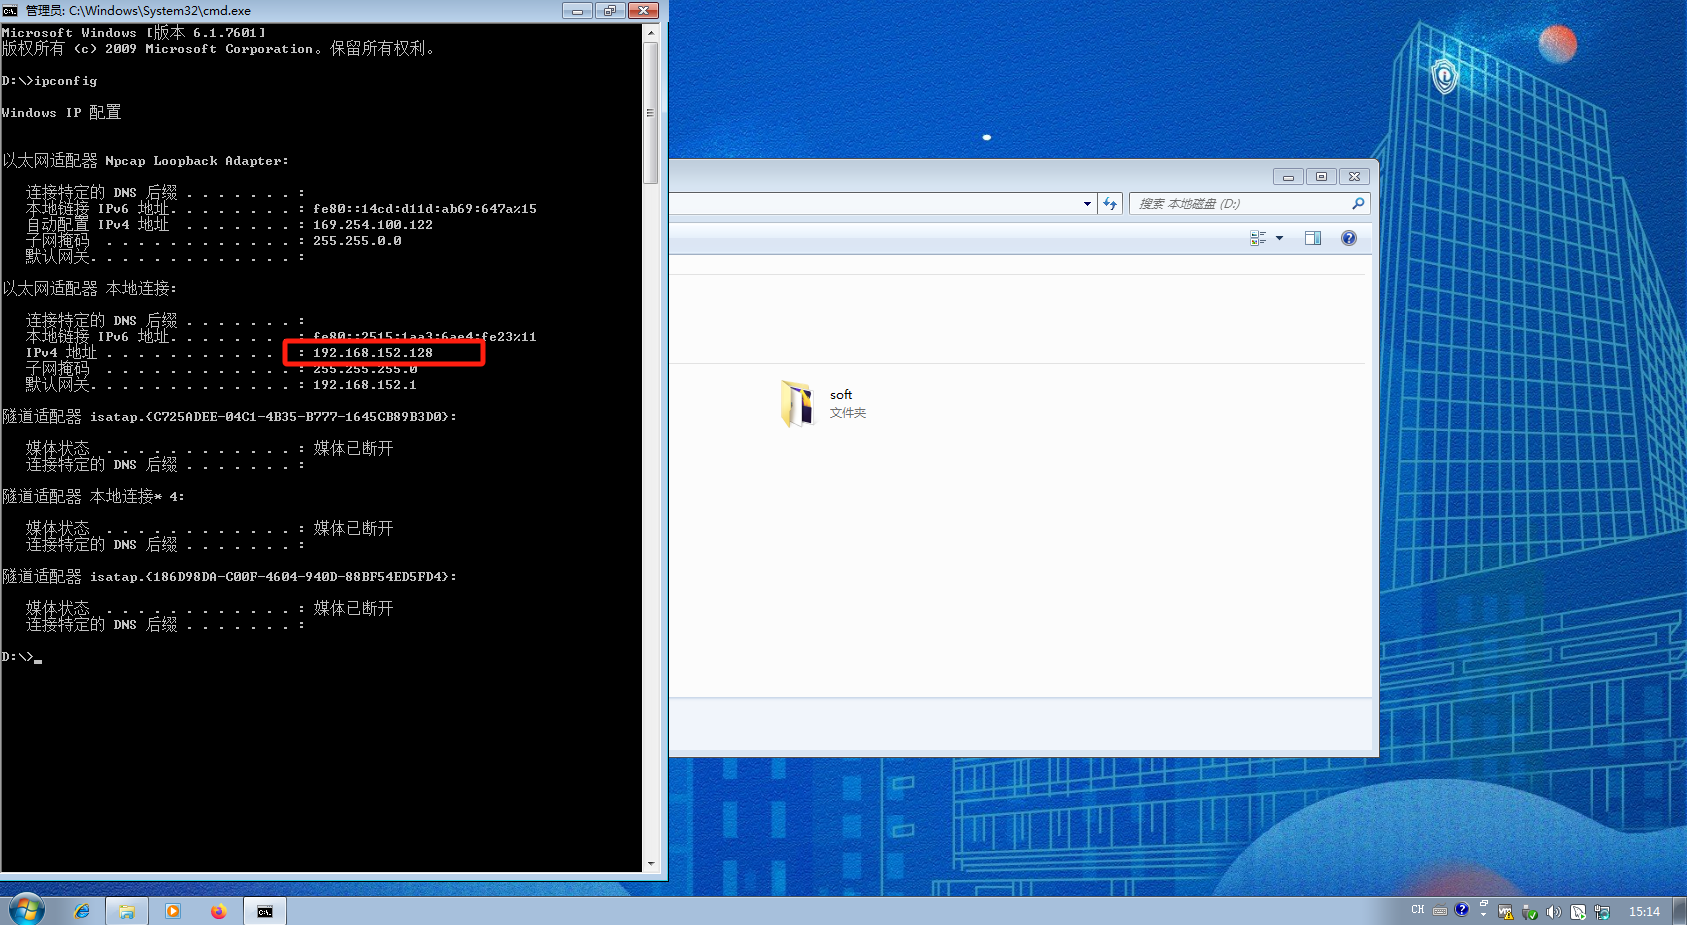 管理员: C:\Windows\System32\cmd.exe
Microsoft Windows [版本 6.1.7601]
版权所有 (c) 2009 Microsoft Corporation。保留所有权利。
D:\>ipconfig
Windows IP 配置
以太网适配器 Npcap Loopback Adapter:
连接特定的 DNS 后缀 . . . . . . . :
本地链接 IPv6 地址. . . . . . . . : fe80::14cd:d11d:ab69:647a%15
自动配置 IPv4 地址  . . . . . . . : 169.254.100.122
子网掩码  . . . . . . . . . . . . : 255.255.0.0
默认网关. . . . . . . . . . . . . :
以太网适配器 本地连接:
连接特定的 DNS 后缀 . . . . . . . :
本地链接 IPv6 地址. . . . . . . . : fe80::2515:1aa3:6ae4:fe23%11
IPv4 地址 . . . . . . . . . . . . : 192.168.152.128
子网掩码  . . . . . . . . . . . . : 255.255.255.0
默认网关. . . . . . . . . . . . . : 192.168.152.1
隧道适配器 isatap.{C725ADEE-04C1-4B35-B777-1645CB89B3D0}:
媒体状态  . . . . . . . . . . . . : 媒体已断开
连接特定的 DNS 后缀 . . . . . . . :
隧道适配器 本地连接* 4:
媒体状态  . . . . . . . . . . . . : 媒体已断开
连接特定的 DNS 后缀 . . . . . . . :
隧道适配器 isatap.{186D98DA-C00F-4604-940D-88BF54ED5FD4}:
媒体状态  . . . . . . . . . . . . : 媒体已断开
连接特定的 DNS 后缀 . . . . . . . :
D:\>
搜索 本地磁盘 (D:)
soft
文件夹
CH
15:14